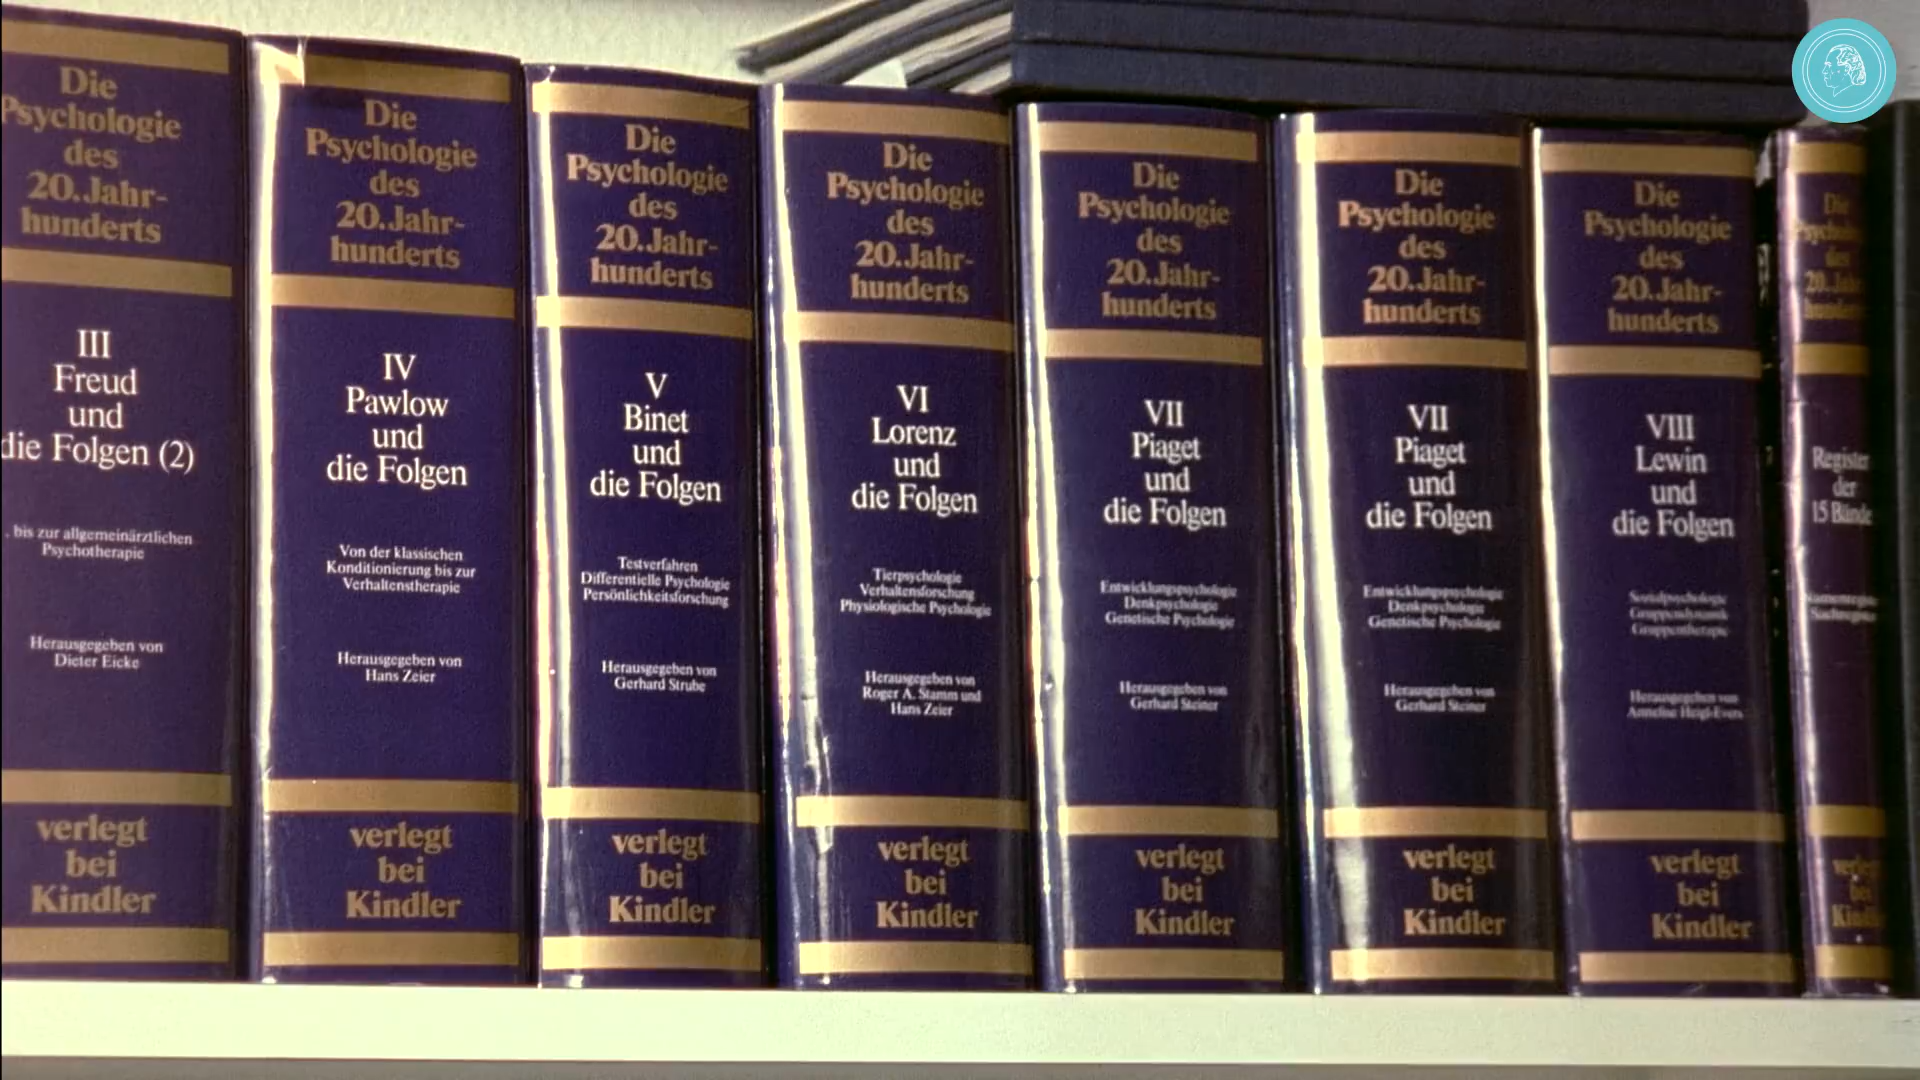 Die
Psychologie
des
20. Jahr-
hunderts
III
Freud
und
die Folgen (2)
. bis zur allgemeinärztlichen
Psychotherapie
Herausgegeben von
Dieter Eicke
verlegt
bei
Kindler
Die
Psychologie
des
20. Jahr-
hunderts
IV
Pawlow
und
die Folgen
Von der klassischen
Konditionierung bis zur
Verhaltenstherapie
Herausgegeben von
Hans Zeier
verlegt
bei
Kindler
Die
Psychologie
des
20. Jahr-
hunderts
V
Binet
und
die Folgen
Testverfahren
Differentielle Psychologie
Persönlichkeitsforschung
Herausgegeben von
Gerhard Strube
verlegt
bei
Kindler
Die
Psychologie
des
20. Jahr-
hunderts
VI
Lorenz
und
die Folgen
Tierpsychologie
Verhaltensforschung
Physiologische Psychologie
Herausgegeben von
Roger A. Stamm und
Hans Zeier
verlegt
bei
Kindler
Die
Psychologie
des
20. Jahr-
hunderts
VII
Piaget
und
die Folgen
Entwicklungspsychologie
Denkpsychologie
Genetische Psychologie
Herausgegeben von
Gerhard Steiner
verlegt
bei
Kindler
Die
Psychologie
des
20. Jahr-
hunderts
VII
Piaget
und
die Folgen
Entwicklungspsychologie
Denkpsychologie
Genetische Psychologie
Herausgegeben von
Gerhard Steiner
verlegt
bei
Kindler
Die
Psychologie
des
20. Jahr-
hunderts
VIII
Lewin
und
die Folgen
Sozialpsychologie
Gruppendynamik
Gruppentherapie
Herausgegeben von
Annelise Heigl-Evers
verlegt
bei
Kindler
Die
des
Register
der
15 Bände
bei